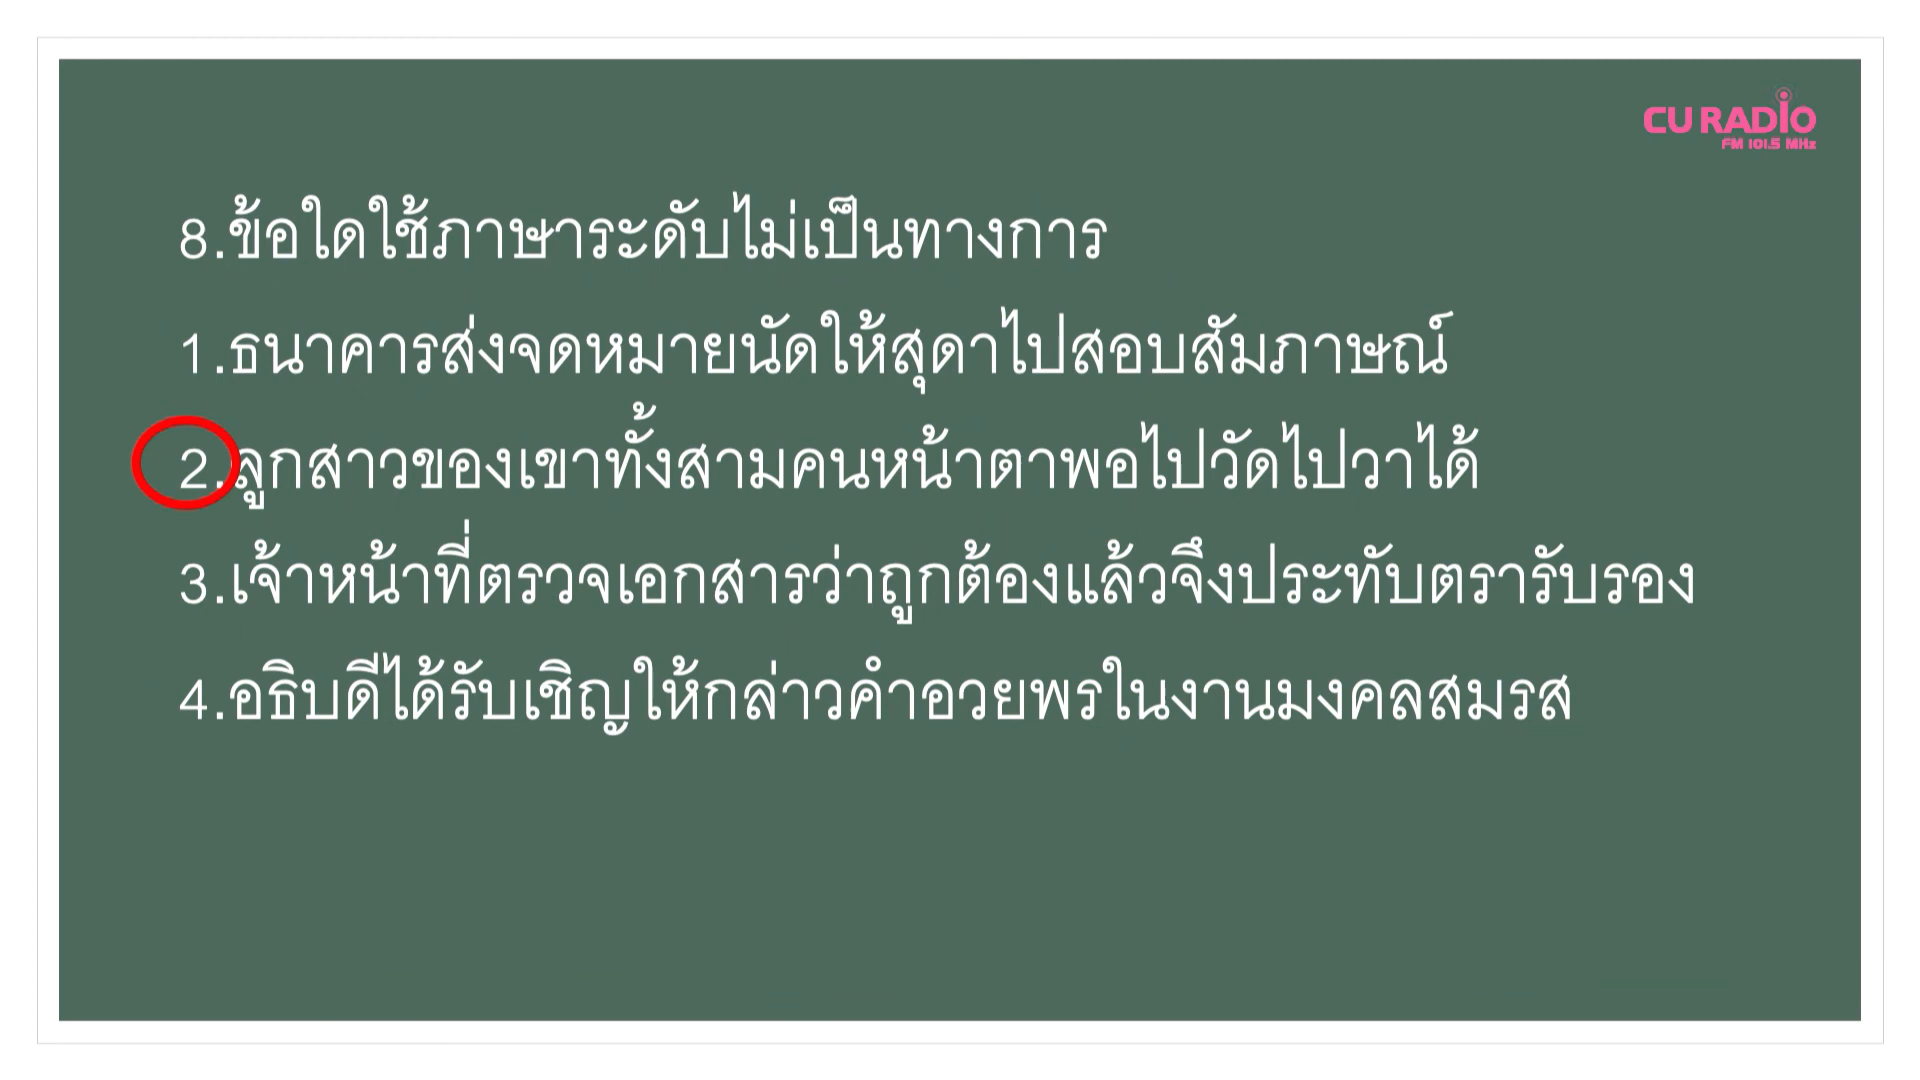 CU RADIO
FM 101.5 MHz
8.ข้อใดใช้ภาษาระดับไม่เป็นทางการ
1.ธนาคารส่งจดหมายนัดให้สุดาไปสอบสัมภาษณ์
2.ลูกสาวของเขาทั้งสามคนหน้าตาพอไปวัดไปวาได้
3.เจ้าหน้าที่ตรวจเอกสารว่าถูกต้องแล้วจึงประทับตรารับรอง
4.อธิบดีได้รับเชิญให้กล่าวคำอวยพรในงานมงคลสมรส